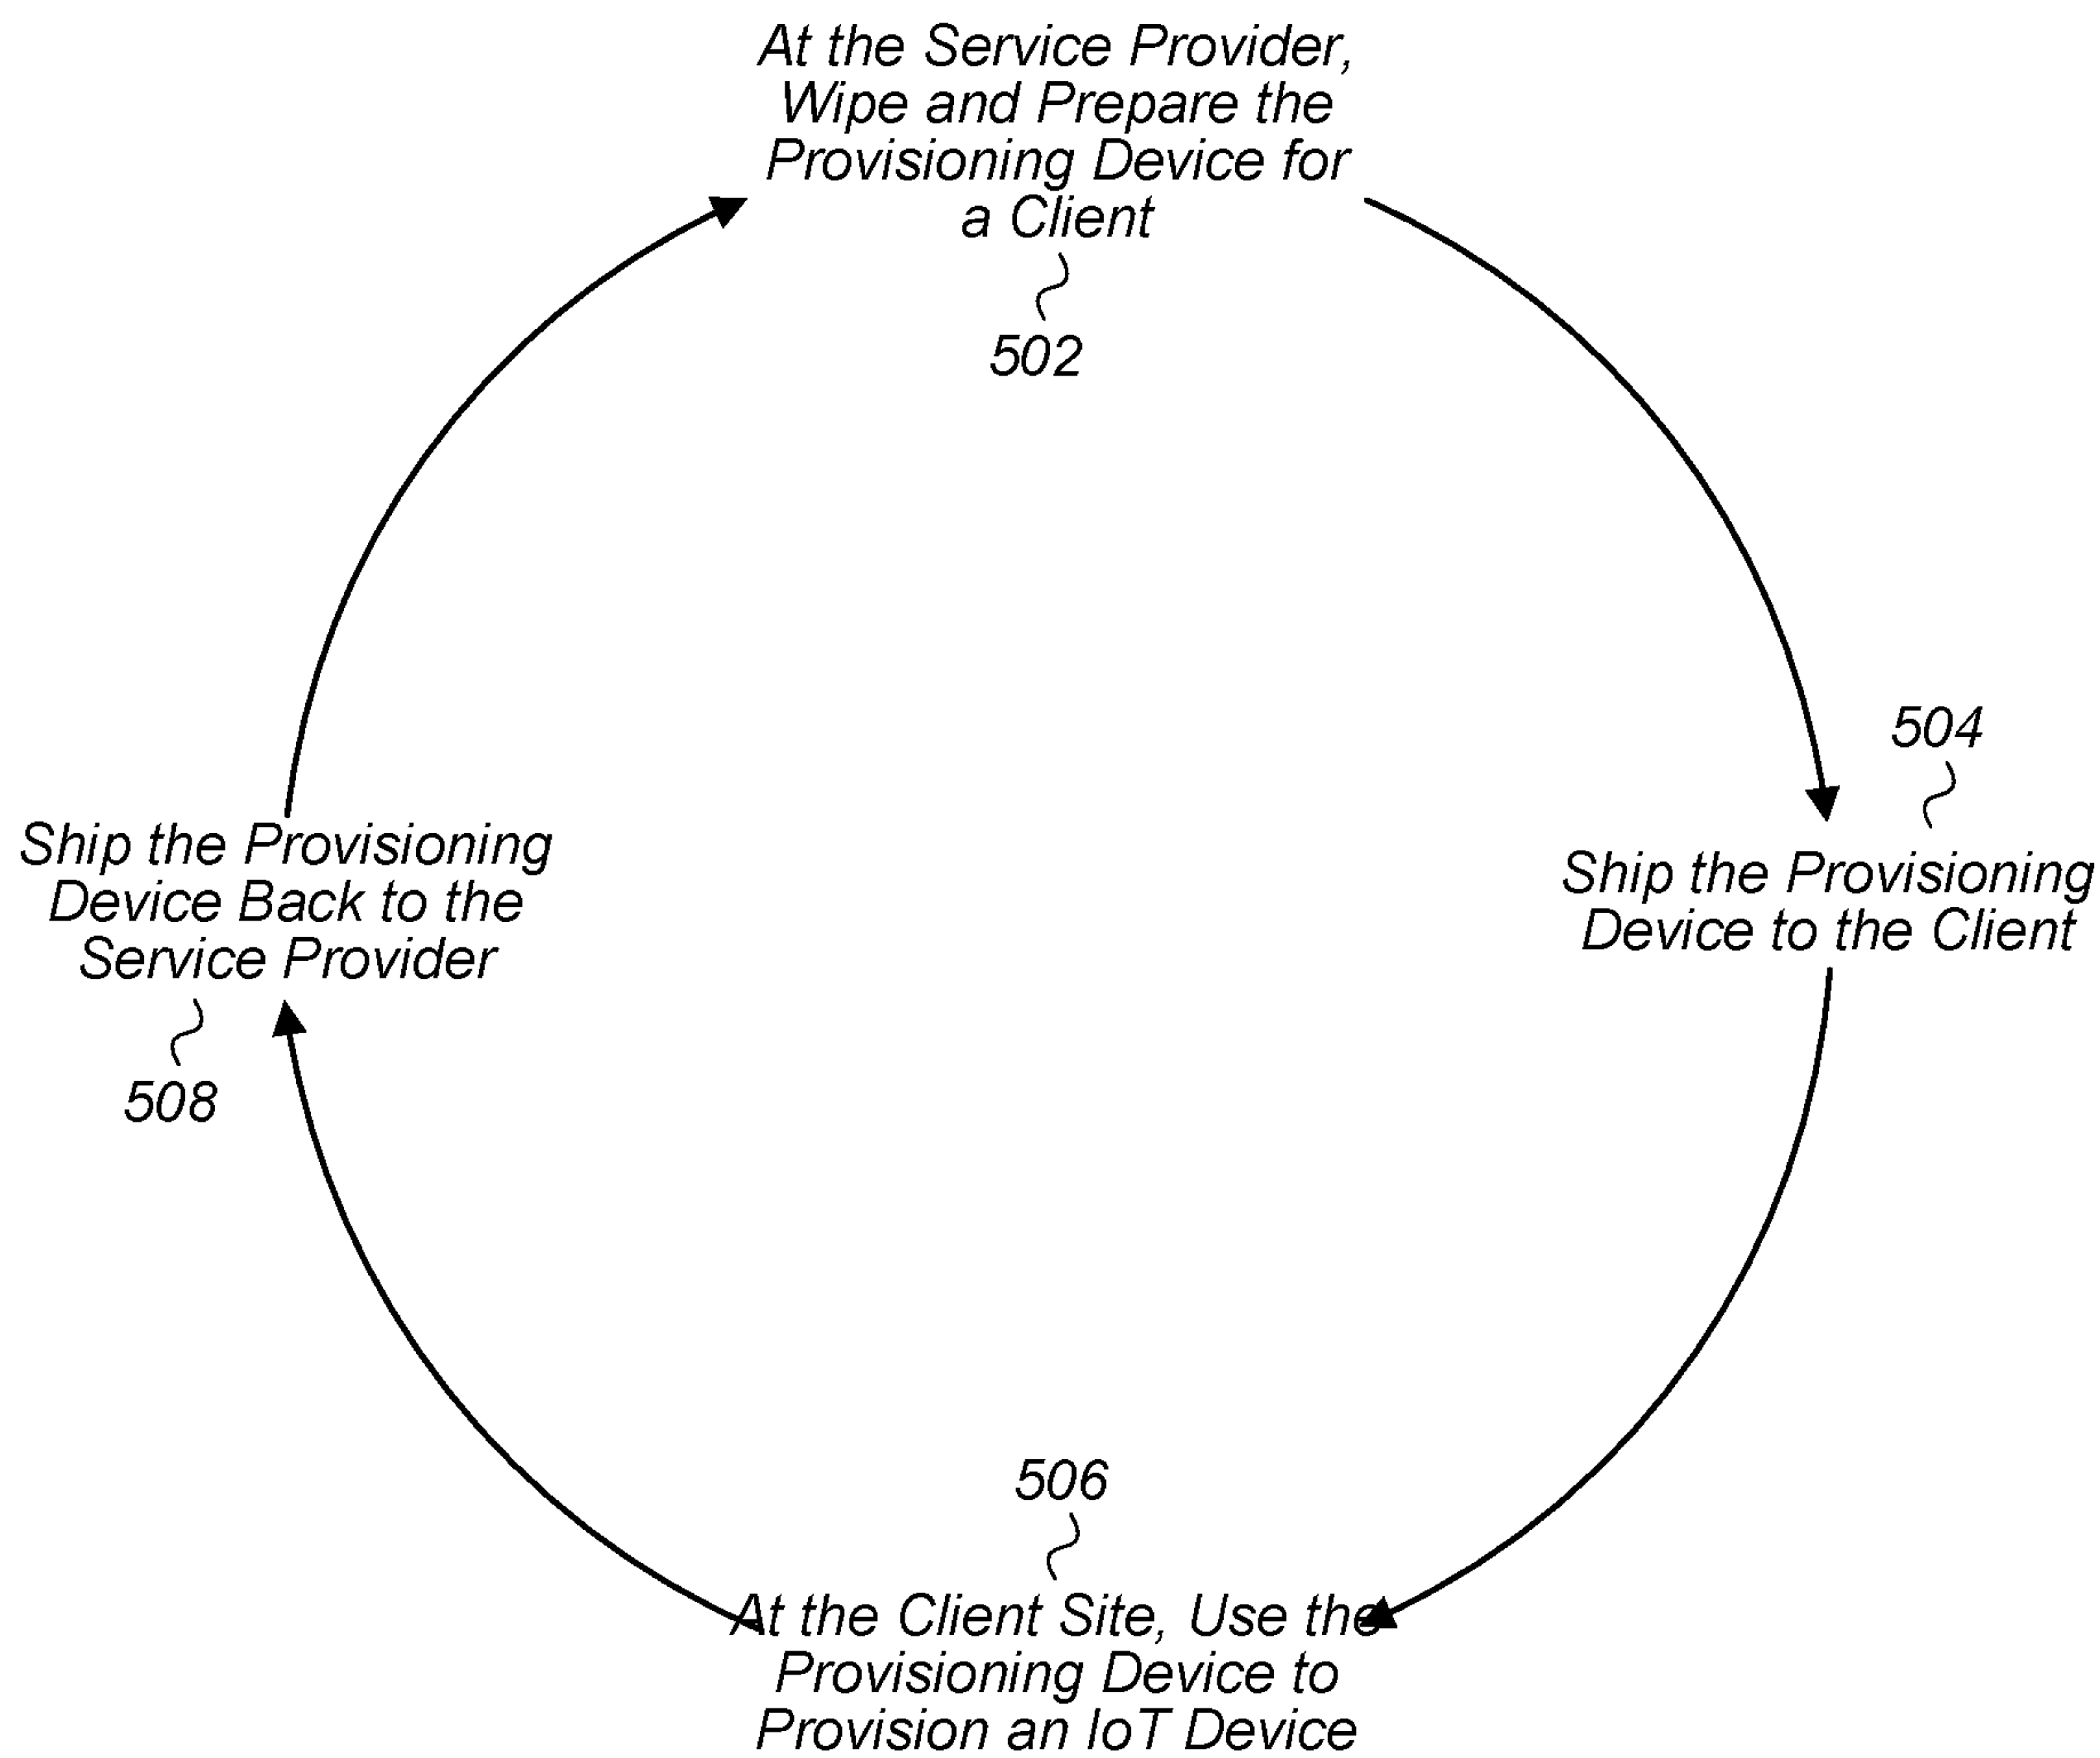 At the Service Provider,
Wipe and Prepare the
Provisioning Device for
a Client
502
504
Ship the Provisioning
Device to the Client
Ship the Provisioning
Device Back to the
Service Provider
508
506
At the Client Site, Use the
Provisioning Device to
Provision an IoT Device